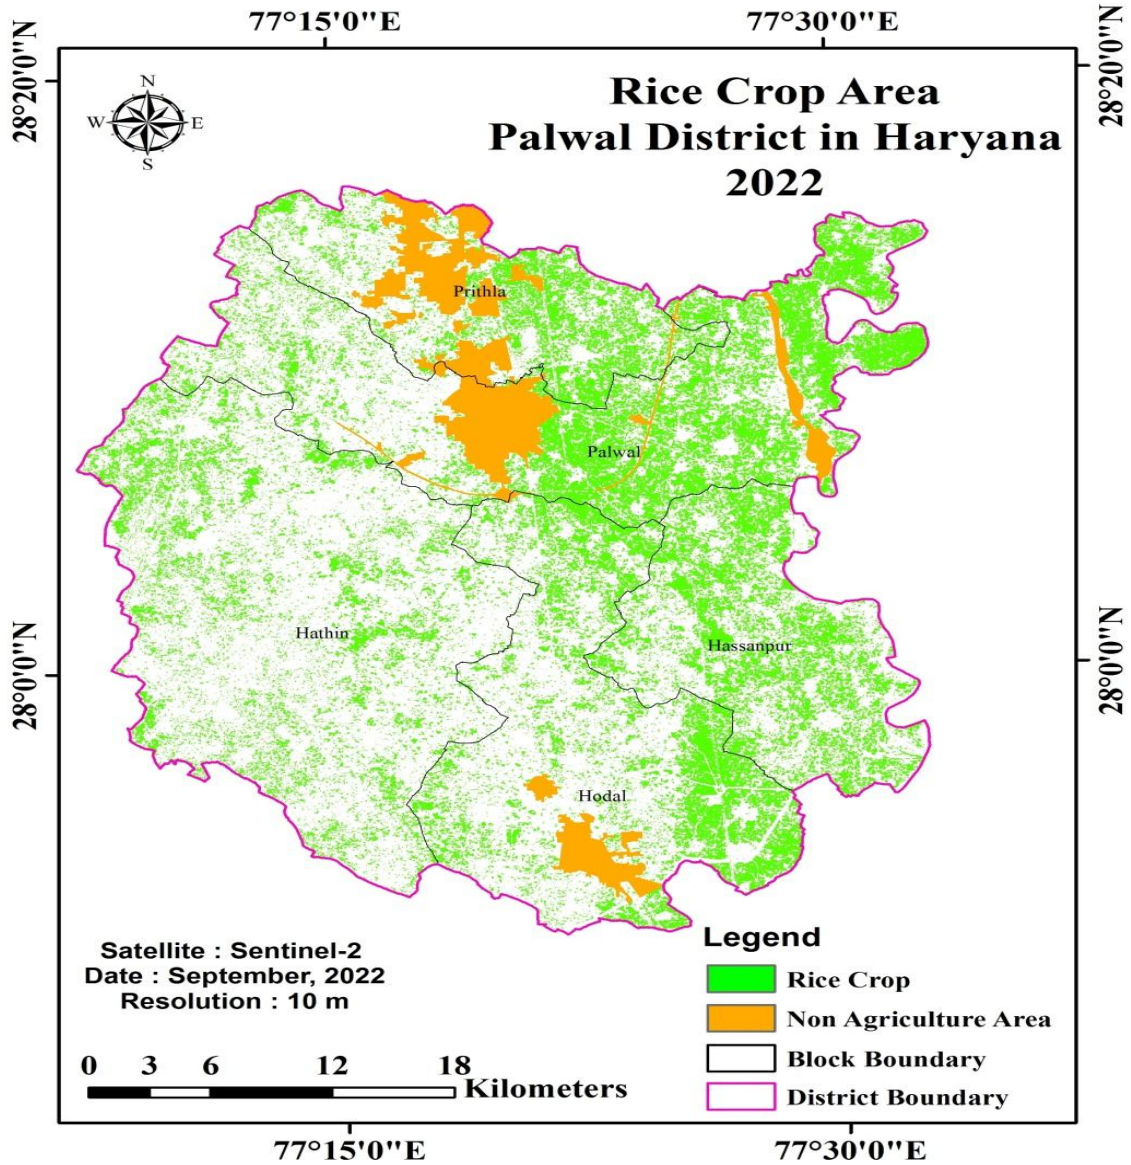 77°15'0"E
77°30'0"E
28°20'0"N
28°20'0"N
N
W
E
S
Rice Crop Area
Palwal District in Haryana
2022
Prithla
Palwal
Hathin
Hassanpur
Hodal
28°0'0"N
28°0'0"N
Satellite : Sentinel-2
Date : September, 2022
Resolution : 10 m
0 3 6 12 18
Kilometers
Legend
Rice Crop
Non Agriculture Area
Block Boundary
District Boundary
77°15'0"E
77°30'0"E